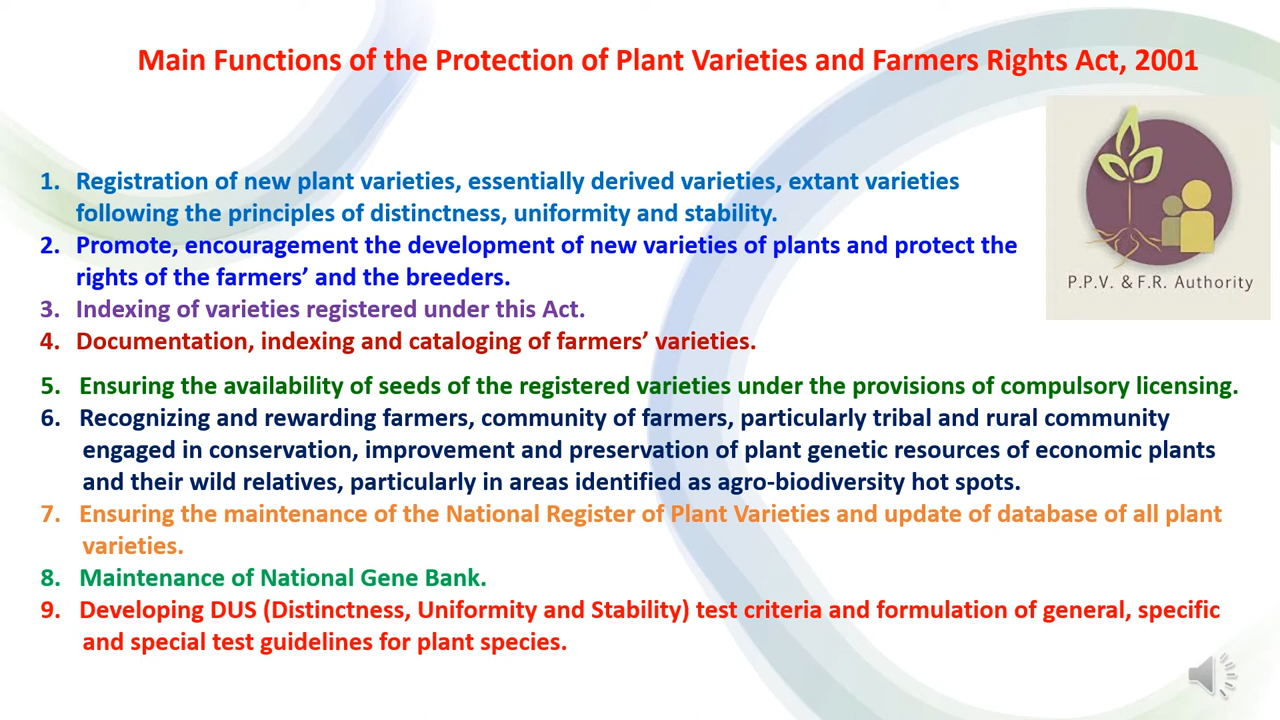 Main Functions of the Protection of Plant Varieties and Farmers Rights Act, 2001
1. Registration of new plant varieties, essentially derived varieties, extant varieties
following the principles of distinctness, uniformity and stability.
2. Promote, encouragement the development of new varieties of plants and protect the
rights of the farmers’ and the breeders.
3. Indexing of varieties registered under this Act.
4. Documentation, indexing and cataloging of farmers’ varieties.
P.P.V. & F.R. Authority
5. Ensuring the availability of seeds of the registered varieties under the provisions of compulsory licensing.
6. Recognizing and rewarding farmers, community of farmers, particularly tribal and rural community
engaged in conservation, improvement and preservation of plant genetic resources of economic plants
and their wild relatives, particularly in areas identified as agro-biodiversity hot spots.
7. Ensuring the maintenance of the National Register of Plant Varieties and update of database of all plant
varieties.
8. Maintenance of National Gene Bank.
9. Developing DUS (Distinctness, Uniformity and Stability) test criteria and formulation of general, specific
and special test guidelines for plant species.